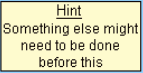 Hint
Something else might
need to be done
before this